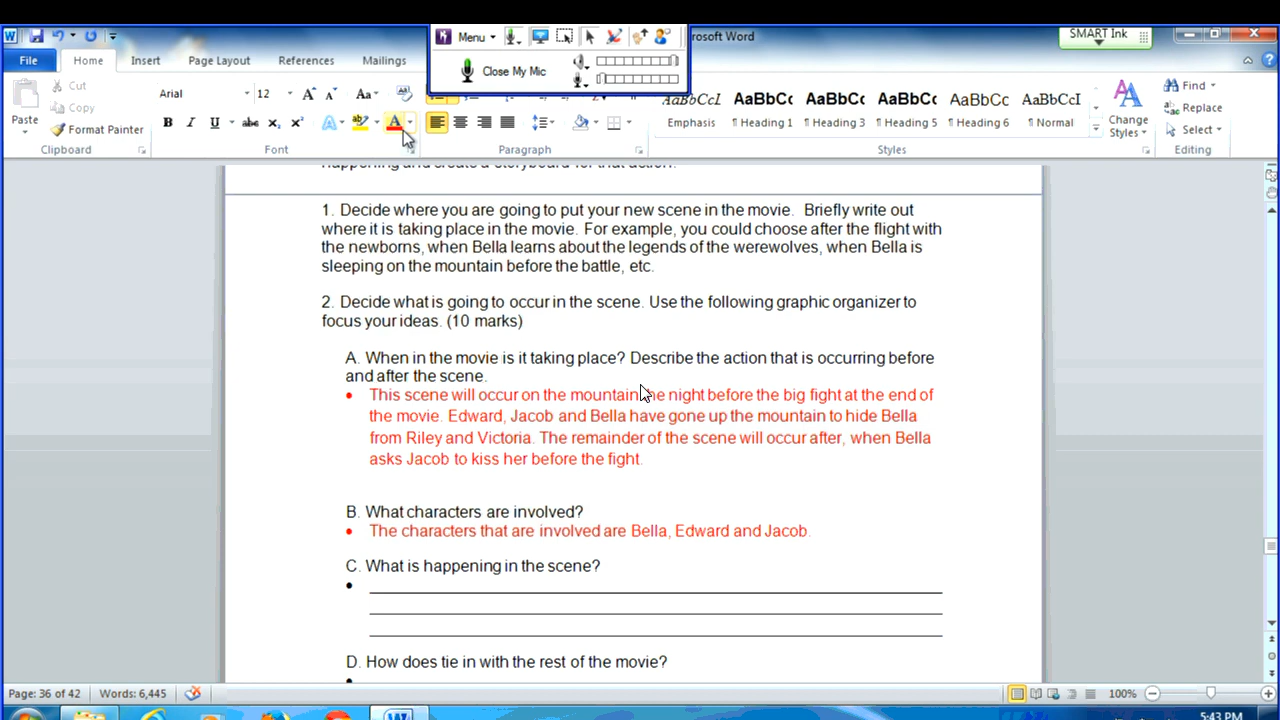 Menu
rosoft Word
SMART Ink
File Home Insert Page Layout References Mailings
Close My Mic
Cut
Copy
Paste
Format Painter
Arial 12
AaBbCcI AaBbCc AaBbCc AaBbCc AaBbCc AaBbCcI
Emphasis ¶ Heading 1 ¶ Heading 3 ¶ Heading 5 ¶ Heading 6 ¶ Normal
Change
Styles
Find
Replace
Select
Clipboard Font Paragraph Styles Editing
happening and create a storyboard for that action.
1. Decide where you are going to put your new scene in the movie. Briefly write out
where it is taking place in the movie. For example, you could choose after the flight with
the newborns, when Bella learns about the legends of the werewolves, when Bella is
sleeping on the mountain before the battle, etc.
2. Decide what is going to occur in the scene. Use the following graphic organizer to
focus your ideas. (10 marks)
A. When in the movie is it taking place? Describe the action that is occurring before
and after the scene.
• This scene will occur on the mountain the night before the big fight at the end of
the movie. Edward, Jacob and Bella have gone up the mountain to hide Bella
from Riley and Victoria. The remainder of the scene will occur after, when Bella
asks Jacob to kiss her before the fight.
B. What characters are involved?
• The characters that are involved are Bella, Edward and Jacob.
C. What is happening in the scene?
D. How does tie in with the rest of the movie?
Page: 36 of 42 Words: 6,445 100%
5:43 PM